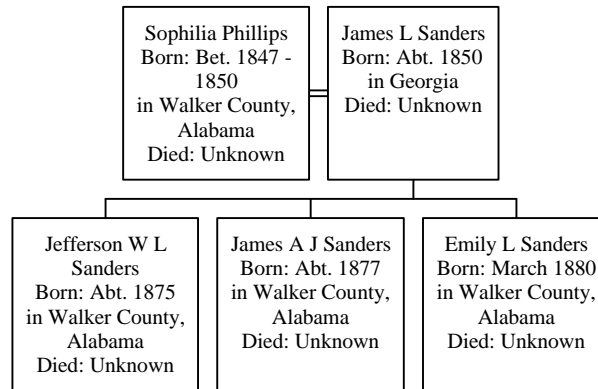 Sophilia Phillips
Born: Bet. 1847 -
1850
in Walker County,
Alabama
Died: Unknown
James L Sanders
Born: Abt. 1850
in Georgia
Died: Unknown
Jefferson W L
Sanders
Born: Abt. 1875
in Walker County,
Alabama
Died: Unknown
James A J Sanders
Born: Abt. 1877
in Walker County,
Alabama
Died: Unknown
Emily L Sanders
Born: March 1880
in Walker County,
Alabama
Died: Unknown